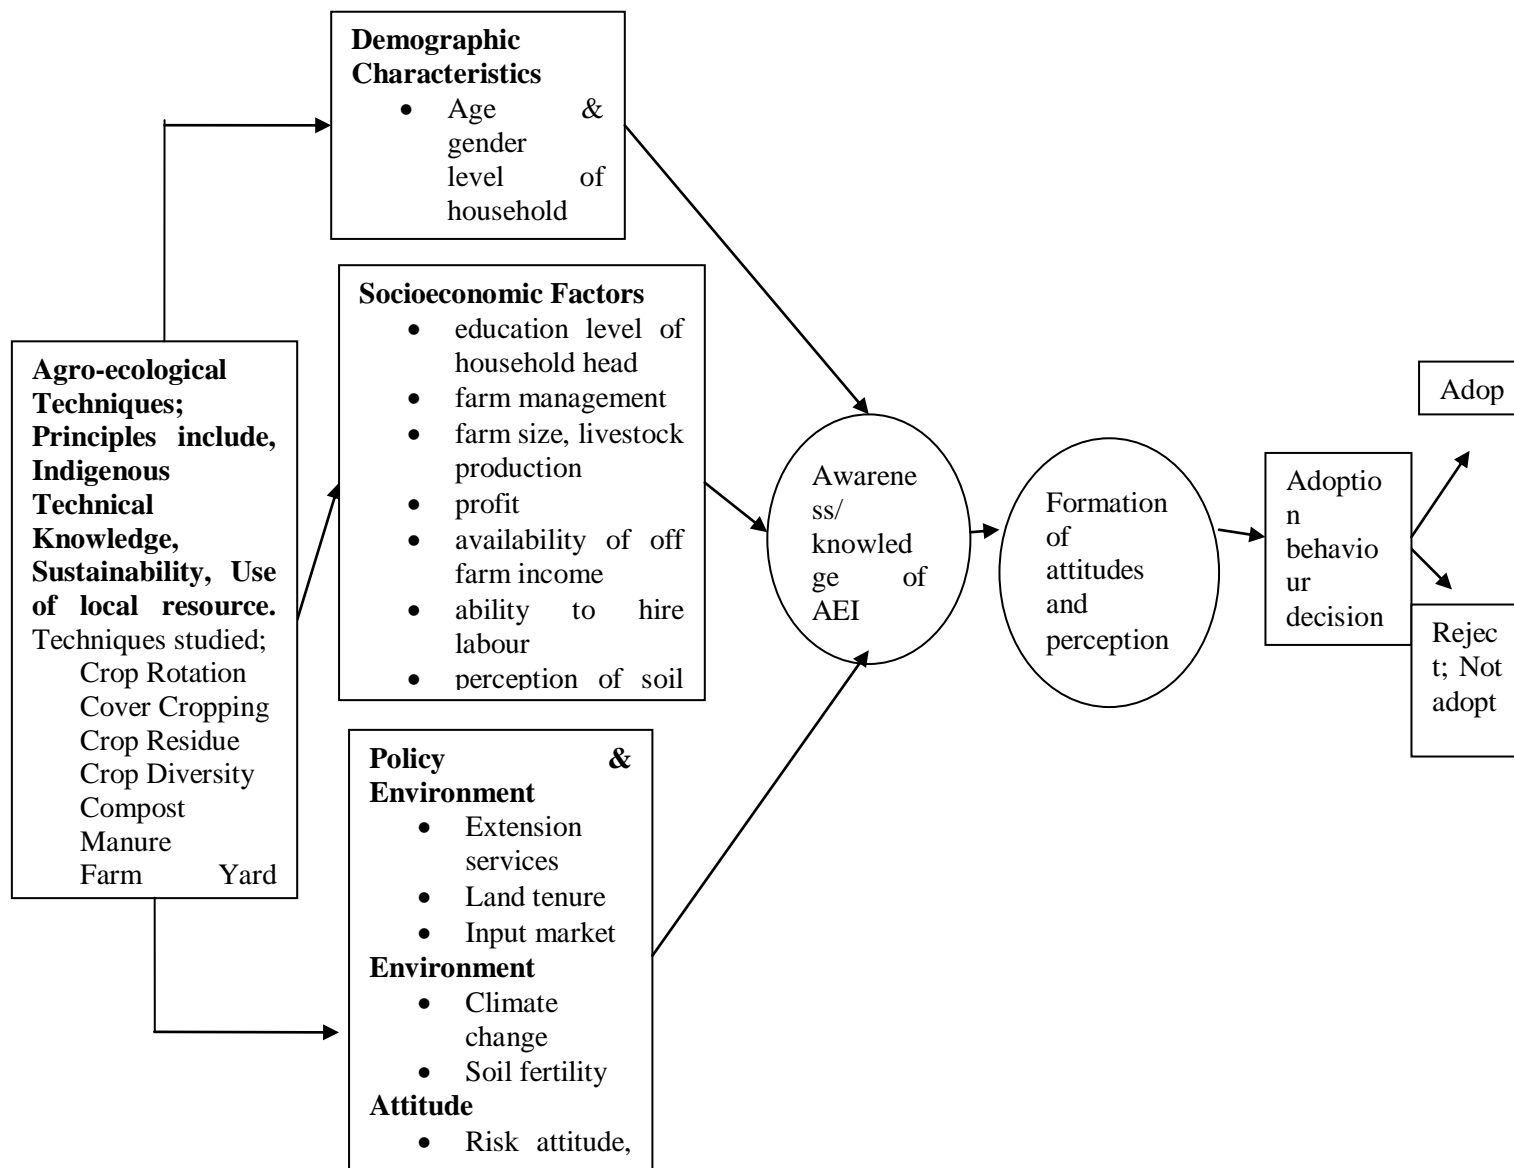 Demographic
Characteristics
• Age &
gender
level of
household
Socioeconomic Factors
• education level of
household head
• farm management
• farm size, livestock
production
• profit
• availability of off
farm income
• ability to hire
labour
• perception of soil
Agro-ecological
Techniques;
Principles include,
Indigenous
Technical
Knowledge,
Sustainability, Use
of local resource.
Techniques studied;
Crop Rotation
Cover Cropping
Crop Residue
Crop Diversity
Compost
Manure
Farm Yard
Policy &
Environment
• Extension
services
• Land tenure
• Input market
Environment
• Climate
change
• Soil fertility
Attitude
• Risk attitude,
Awarene
ss/
knowled
ge of
AEI
Formation
of
attitudes
and
perception
Adoptio
n
behaviou
r
decision
Adop
Rejec
t; Not
adopt